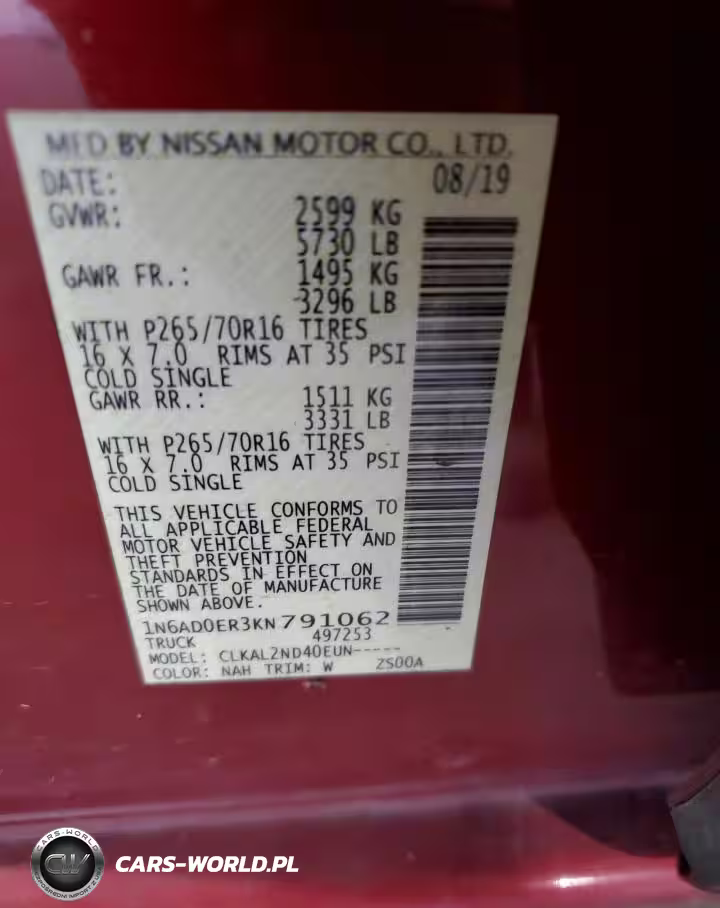 MFD BY NISSAN MOTOR CO., LTD.
DATE: 08/19
GVWR: 2599 KG
5730 LB
GAWR FR.: 1495 KG
3296 LB
WITH P265/70R16 TIRES
16 X 7.0 RIMS AT 35 PSI
COLD SINGLE
GAWR RR.: 1511 KG
3331 LB
WITH P265/70R16 TIRES
16 X 7.0 RIMS AT 35 PSI
COLD SINGLE
THIS VEHICLE CONFORMS TO
ALL APPLICABLE FEDERAL
MOTOR VEHICLE SAFETY AND
THEFT PREVENTION
STANDARDS IN EFFECT ON
THE DATE OF MANUFACTURE
SHOWN ABOVE.
1N6AD0ER3KN791062
TRUCK 497253
MODEL: CLKAL2ND40EUN-----
COLOR: NAH TRIM: W ZS00A
CARS-WORLD
CW
CARS-WORLD.PL